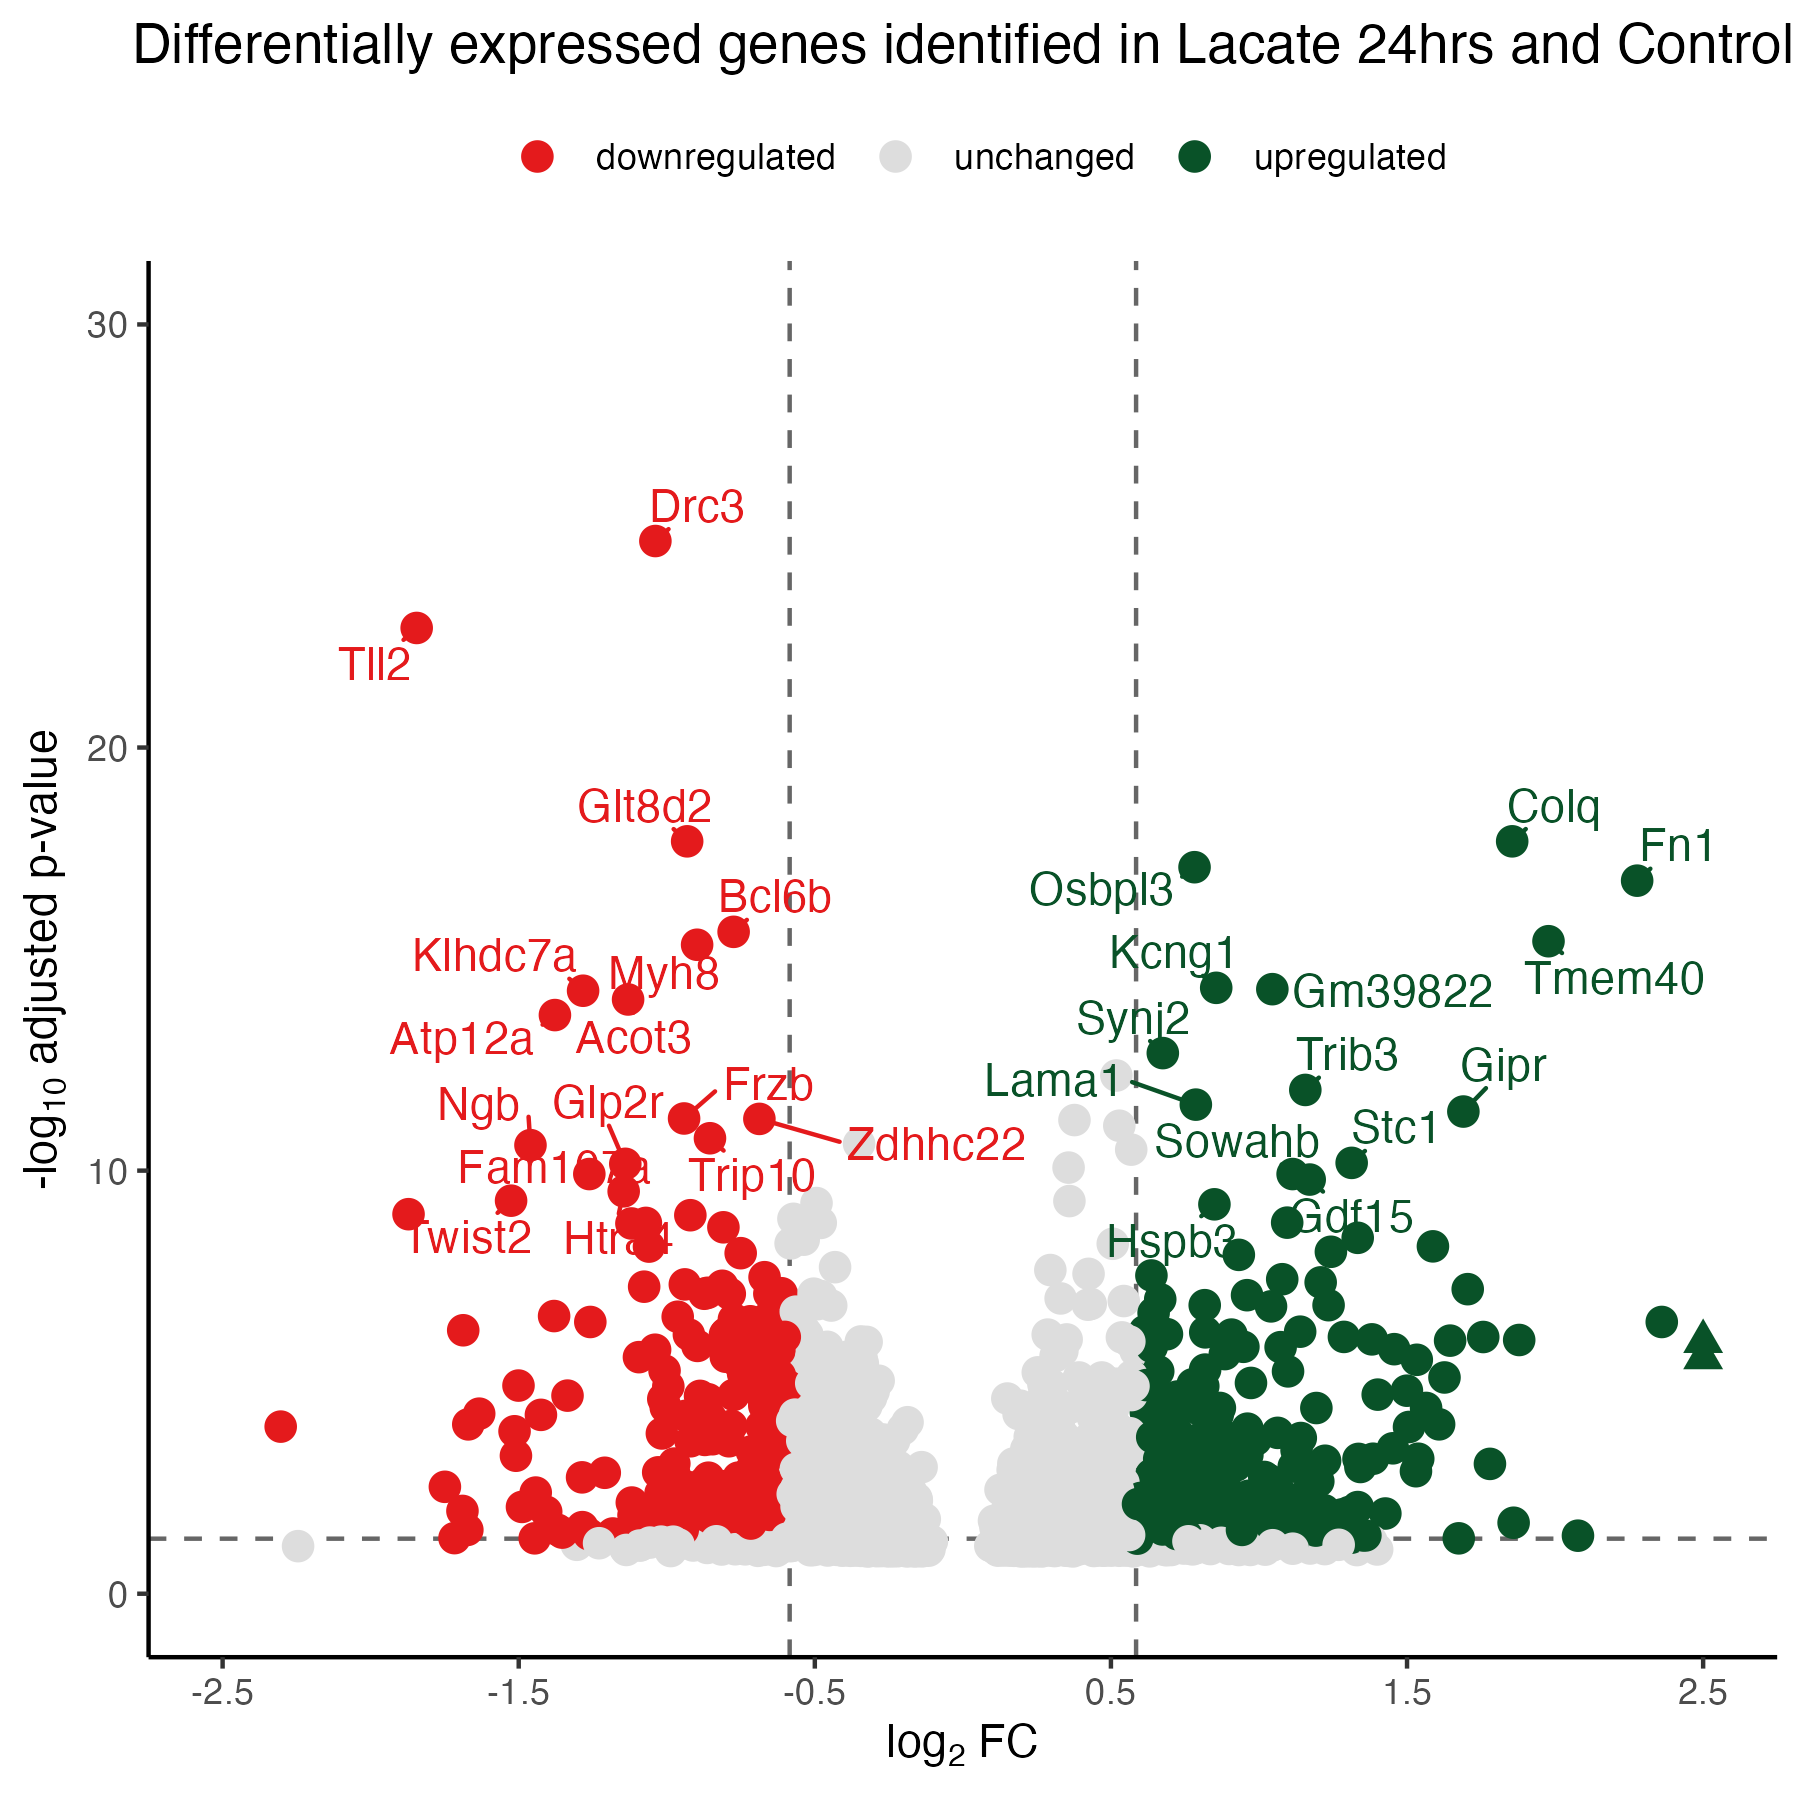 Differentially expressed genes identified in Lacate 24hrs and Control
downregulated unchanged upregulated
30
20
10
0
-log10 adjusted p-value
Drc3
Tll2
Glt8d2
Colq
Fn1
Osbpl3
Bcl6b
Klhdc7a
Myh8
Kcng1
Gm39822
Tmem40
Atp12a
Acot3
Synj2
Trib3
Gipr
Lama1
Ngb
Glp2r
Frzb
Zdhhc22
Sowahb
Stc1
Trip10
Twist2
Gdf15
Hspb3
-2.5 -1.5 -0.5 0.5 1.5 2.5
log2 FC